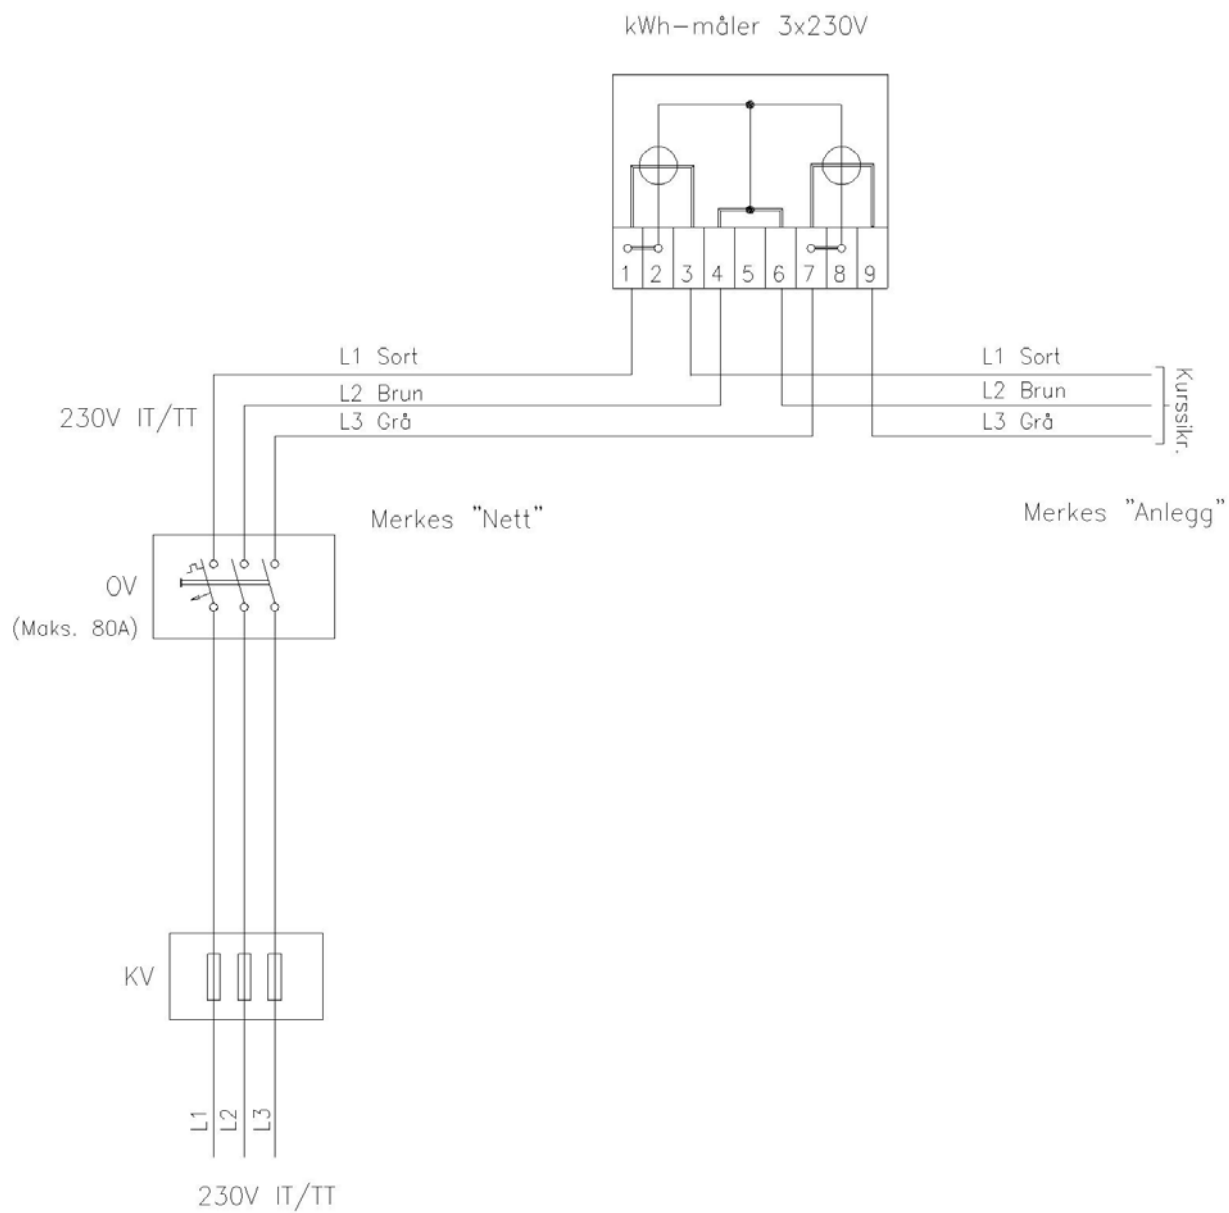 kWh-måler 3x230V
1 2 3 4 5 6 7 8 9
L1 Sort
L2 Brun
L3 Grå
L1 Sort
L2 Brun
L3 Grå
Kurssikr.
230V IT/TT
Merkes "Nett"
Merkes "Anlegg"
OV
(Maks. 80A)
KV
L1
L2
L3
230V IT/TT